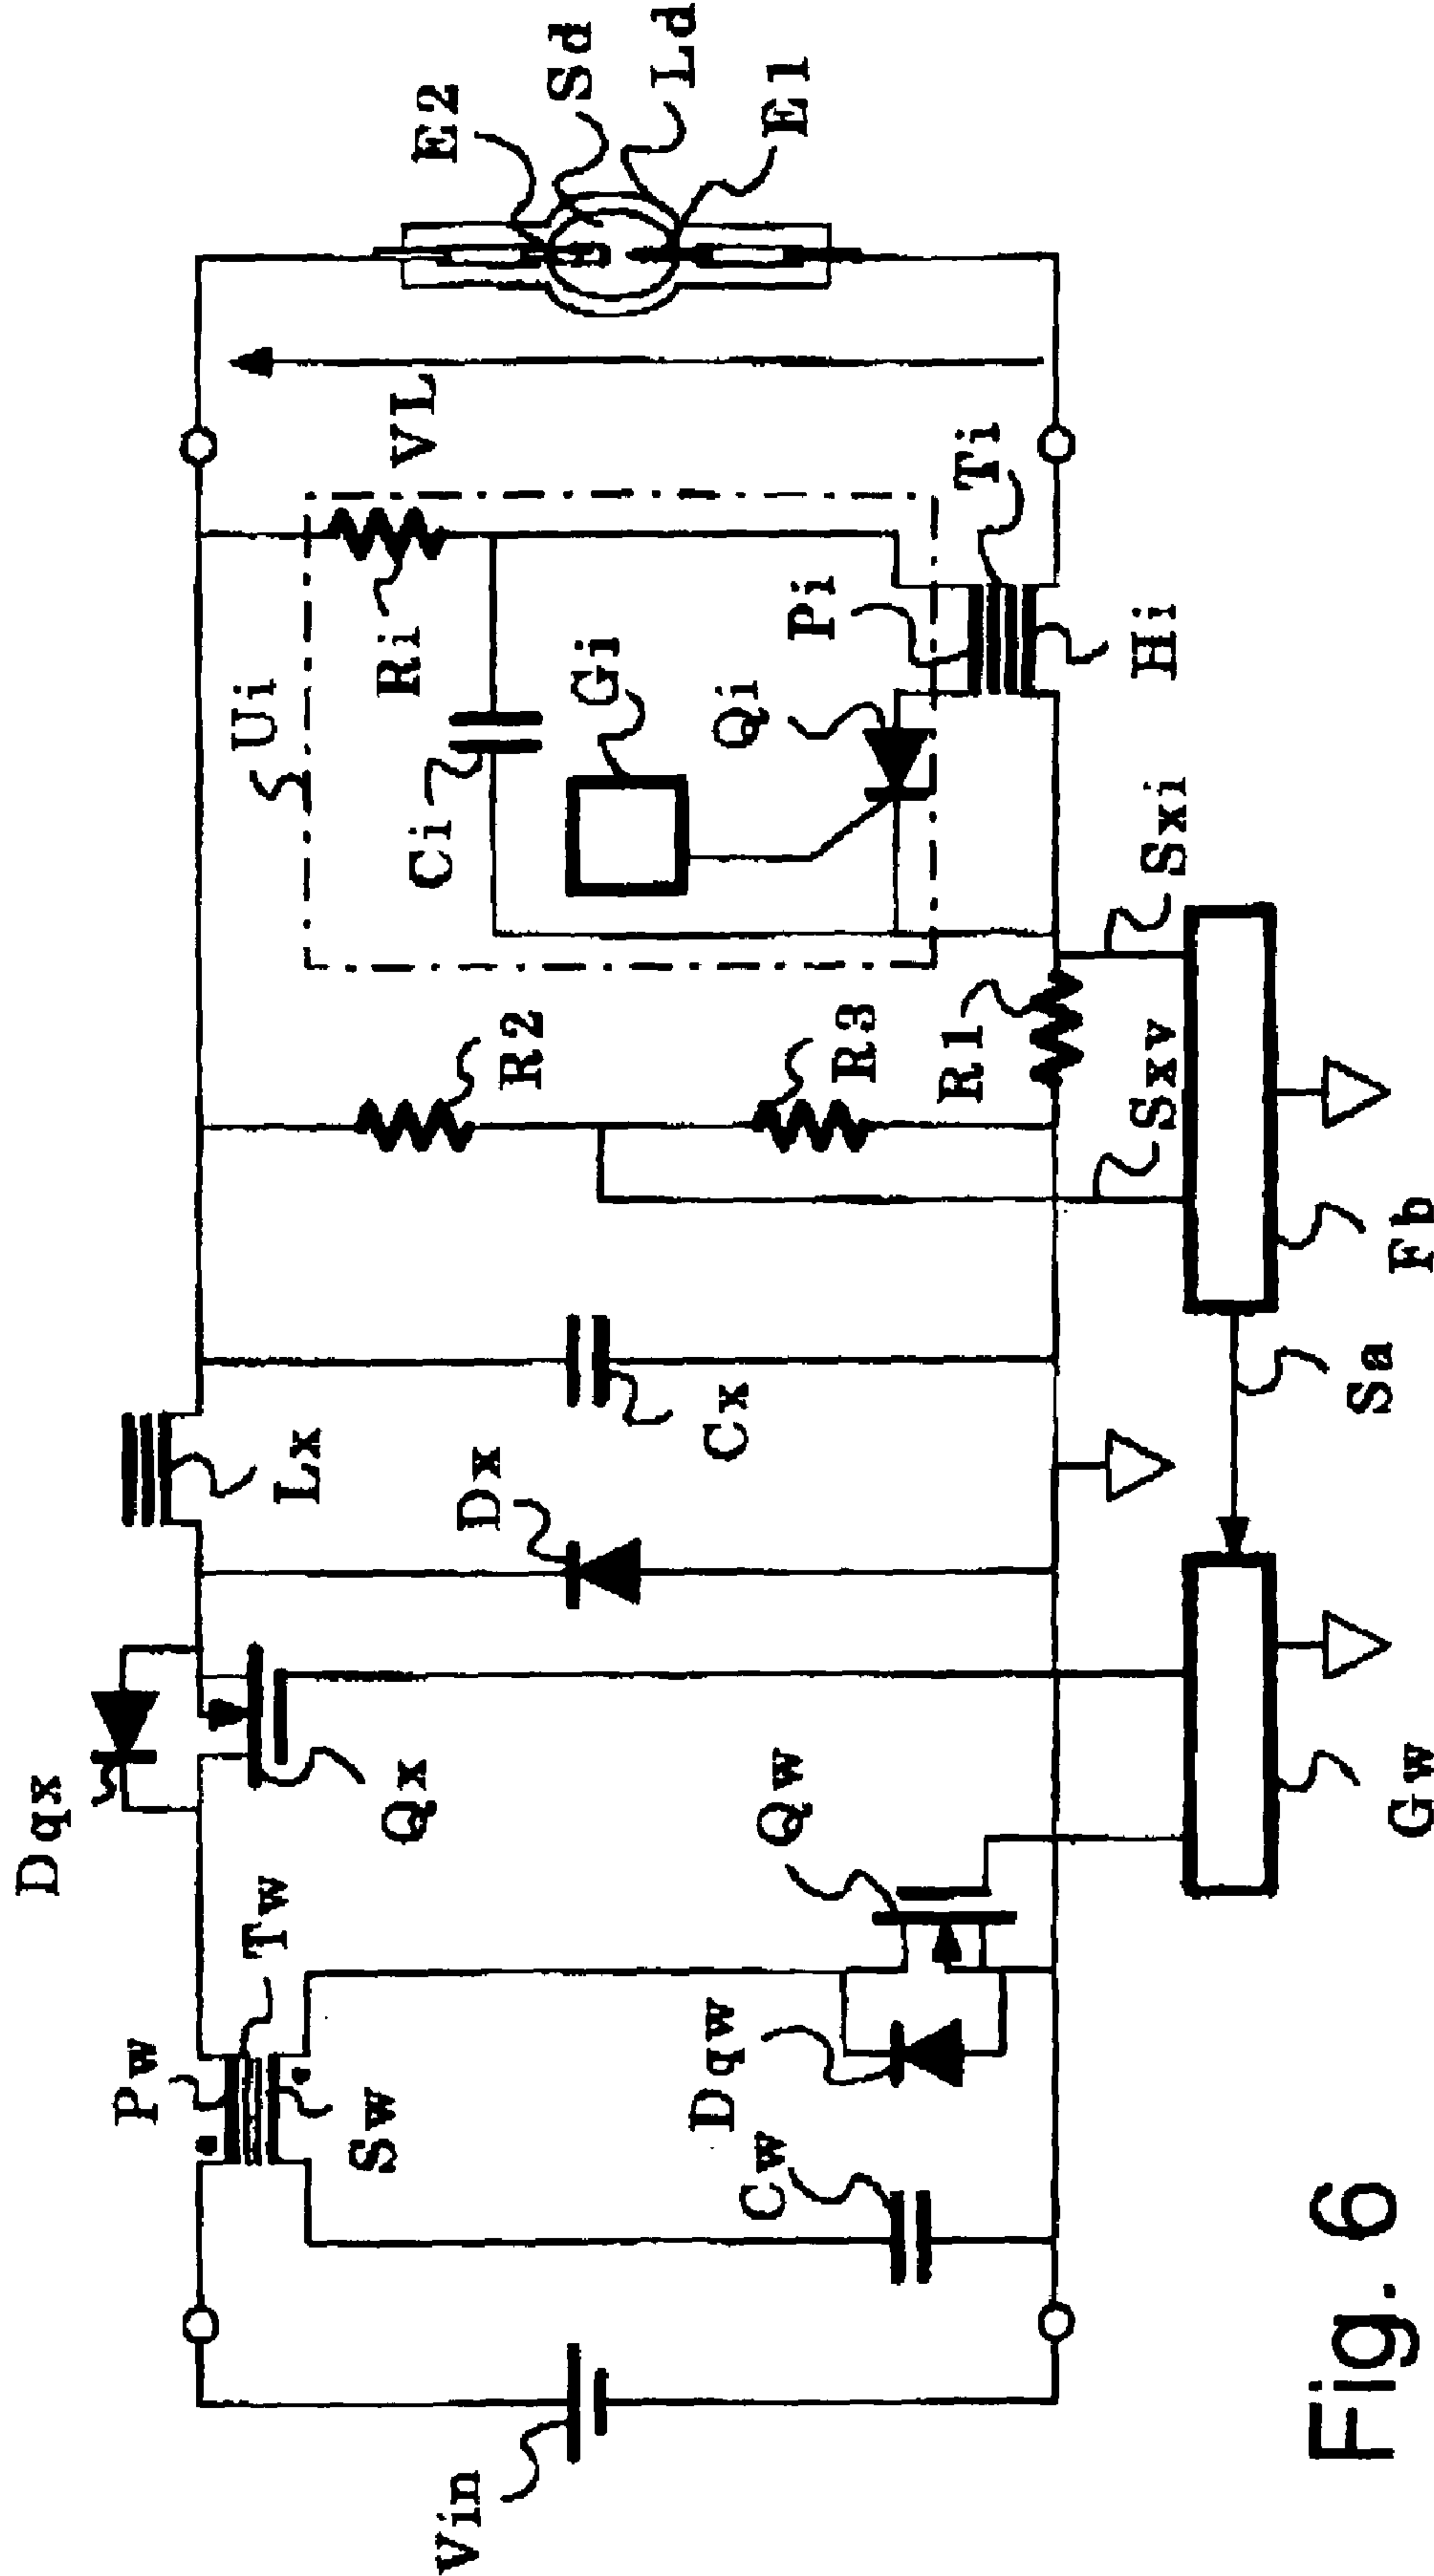 Dqx
Pw
Tw
Sw
Qx
Lx
Dx
Cx
R2
R3
Ui
Ri
Ci
Gi
Qi
Pi
Ti
Hi
VL
E2
Sd
Ld
E1
Vin
Cw
Dqw
Qw
R1
Sxv
Sxi
Gw
Sa
Fb
Fig. 6